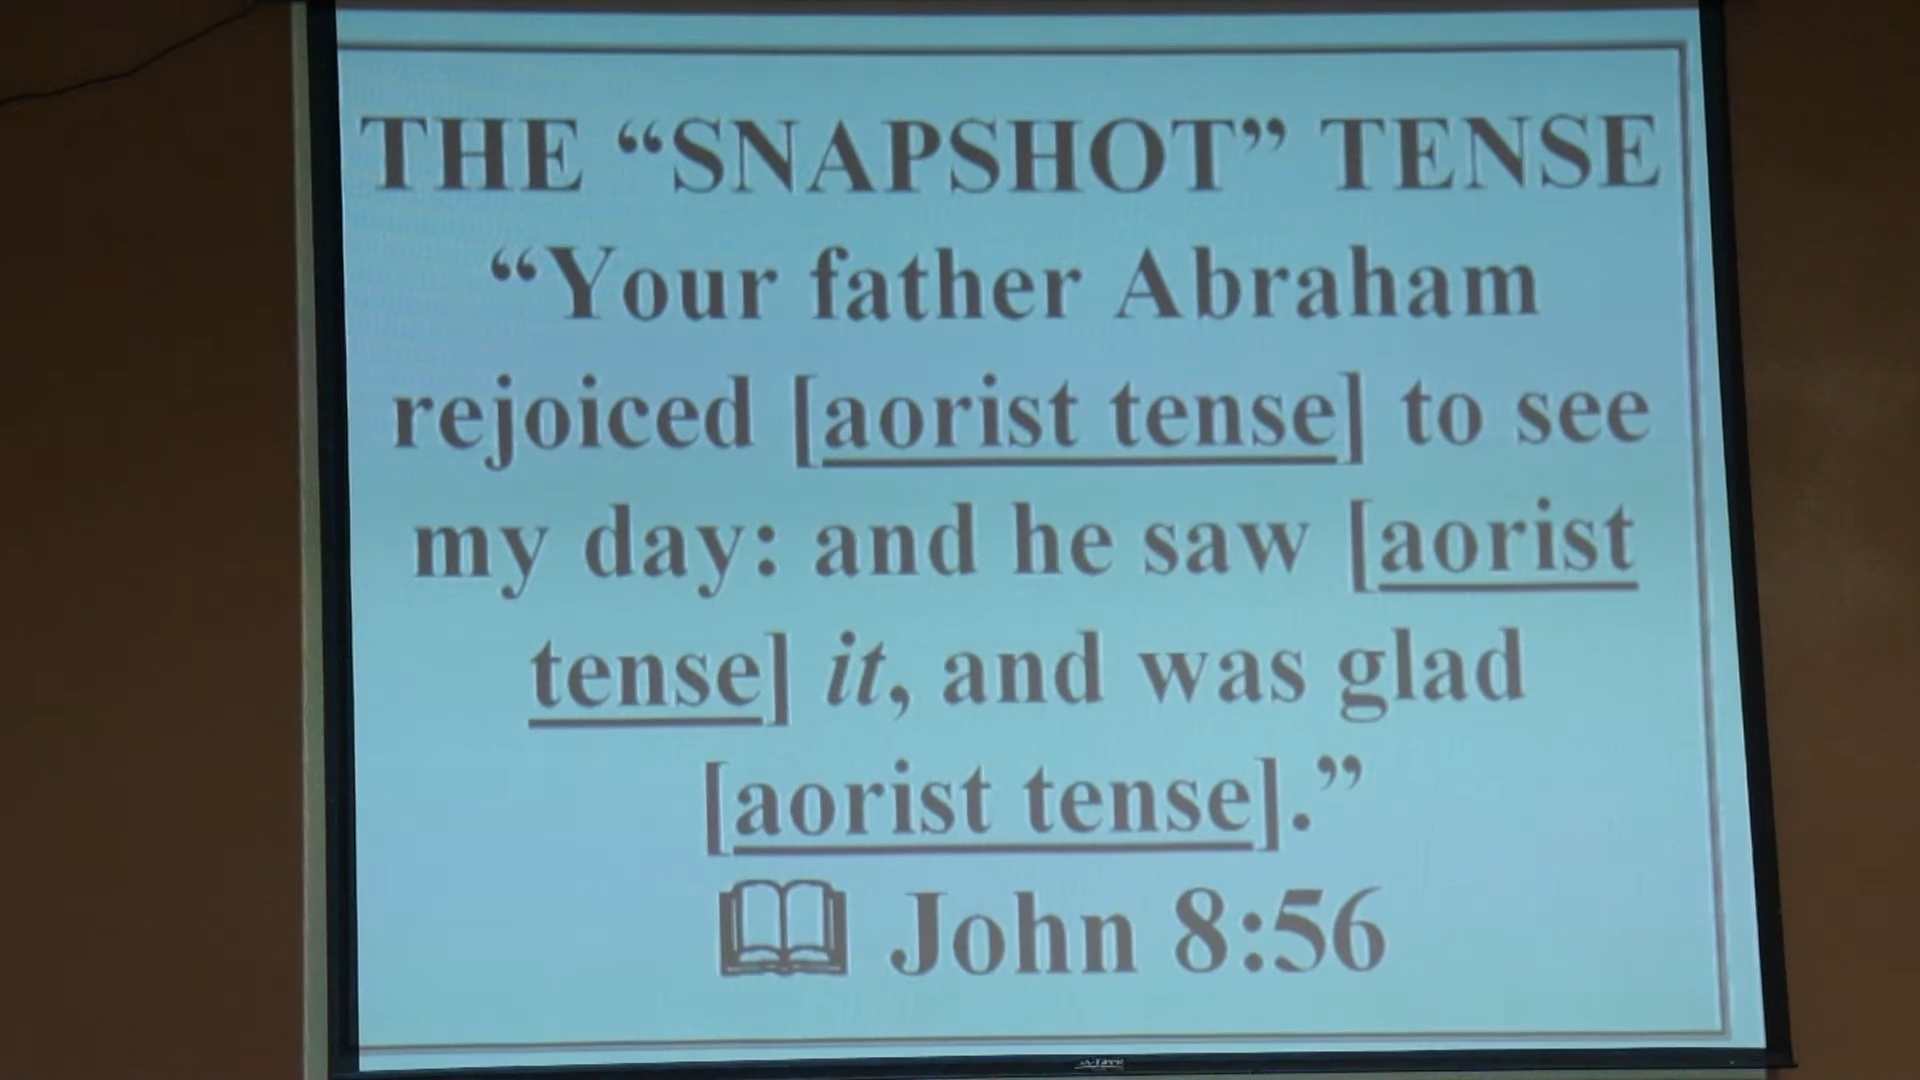 THE “SNAPSHOT” TENSE
“Your father Abraham
rejoiced [aorist tense] to see
my day: and he saw [aorist
tense] it, and was glad
[aorist tense].”
John 8:56